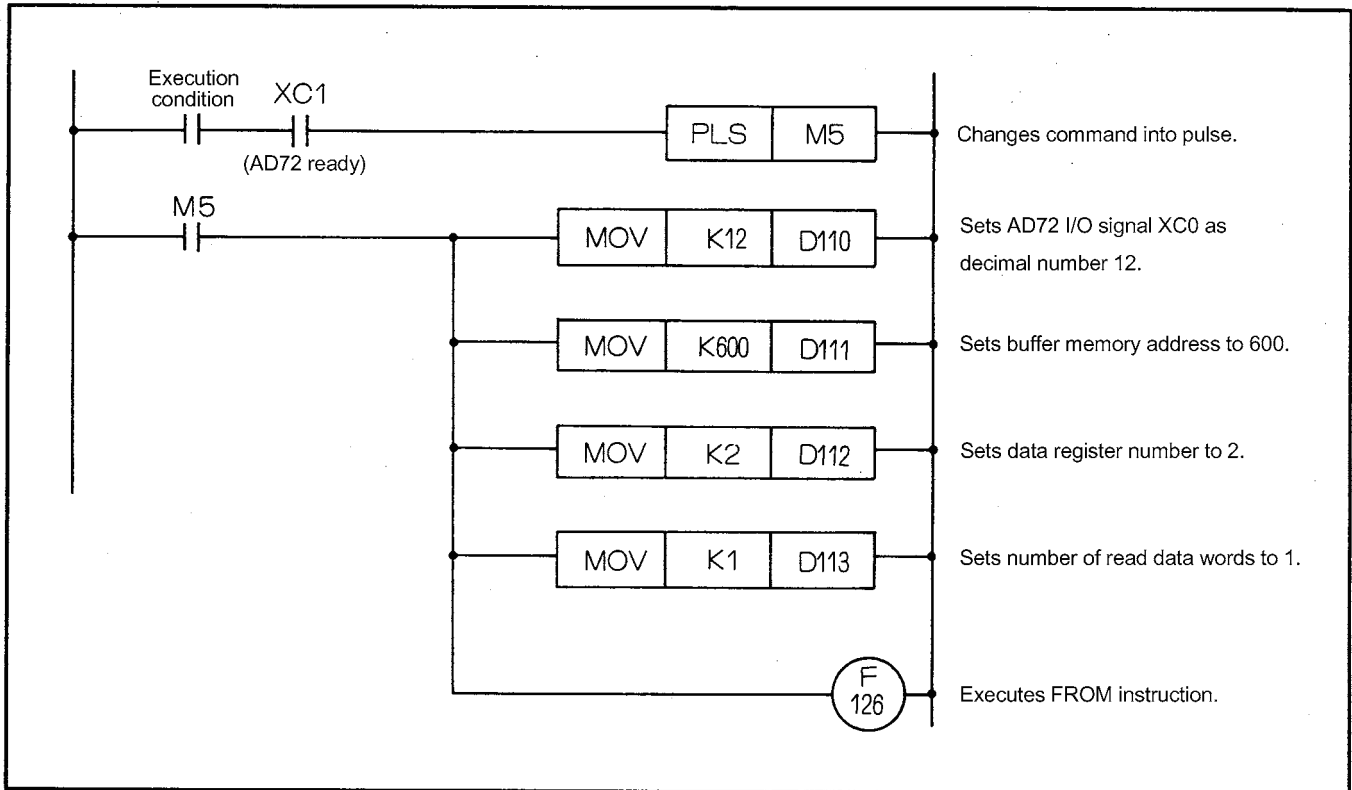 Execution
condition
XC1
PLS M5
Changes command into pulse.
(AD72 ready)
M5
MOV K12 D110
Sets AD72 I/O signal XC0 as
decimal number 12.
MOV K600 D111
Sets buffer memory address to 600.
MOV K2 D112
Sets data register number to 2.
MOV K1 D113
Sets number of read data words to 1.
F
126
Executes FROM instruction.